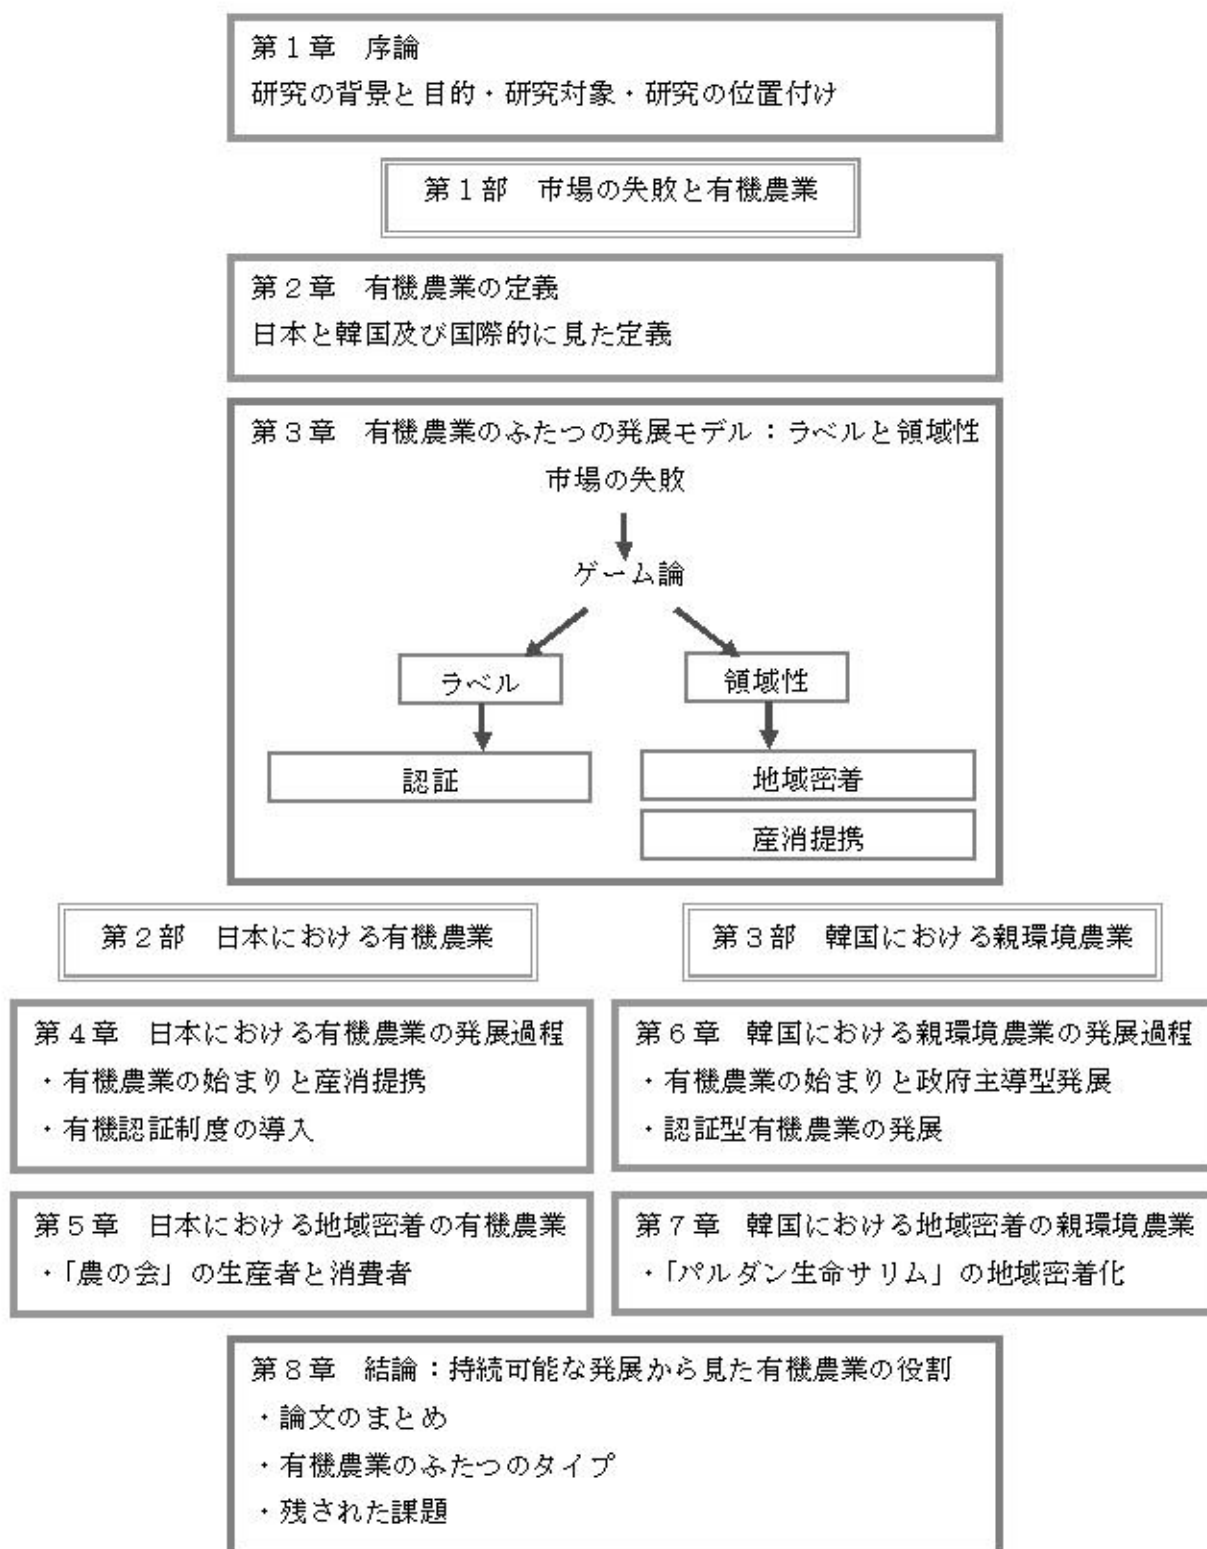 第1章　序論
研究の背景と目的・研究対象・研究の位置付け
第1部　市場の失敗と有機農業
第2章　有機農業の定義
日本と韓国及び国際的に見た定義
第3章　有機農業のふたつの発展モデル：ラベルと領域性
市場の失敗
ゲーム論
ラベル
領域性
認証
地域密着
産消提携
第2部　日本における有機農業
第3部　韓国における親環境農業
第4章　日本における有機農業の発展過程
・有機農業の始まりと産消提携
・有機認証制度の導入
第6章　韓国における親環境農業の発展過程
・有機農業の始まりと政府主導型発展
・認証型有機農業の発展
第5章　日本における地域密着の有機農業
・「農の会」の生産者と消費者
第7章　韓国における地域密着の親環境農業
・「パルダン生命サリム」の地域密着化
第8章　結論：持続可能な発展から見た有機農業の役割
・論文のまとめ
・有機農業のふたつのタイプ
・残された課題